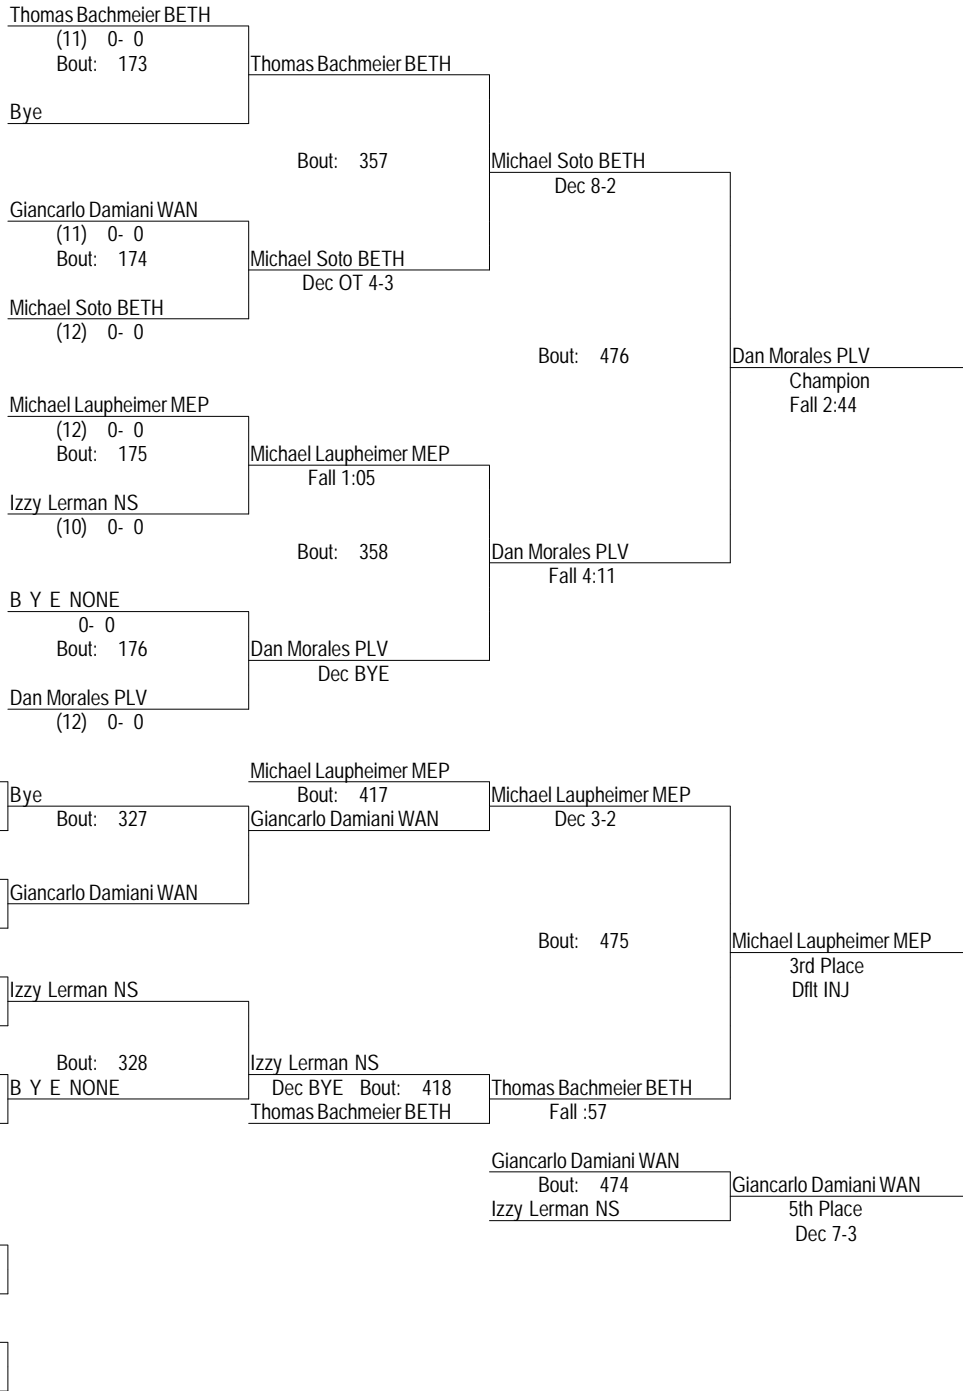 Thomas Bachmeier BETH
(11) 0- 0
Bout: 173
Thomas Bachmeier BETH
Bye
Bout: 357
Michael Soto BETH
Dec 8-2
Giancarlo Damiani WAN
(11) 0- 0
Bout: 174
Michael Soto BETH
Dec OT 4-3
Michael Soto BETH
(12) 0- 0
Bout: 476
Dan Morales PLV
Champion
Fall 2:44
Michael Laupheimer MEP
(12) 0- 0
Bout: 175
Michael Laupheimer MEP
Fall 1:05
Izzy Lerman NS
(10) 0- 0
Bout: 358
Dan Morales PLV
Fall 4:11
B Y E NONE
0- 0
Bout: 176
Dan Morales PLV
Dec BYE
Dan Morales PLV
(12) 0- 0
Michael Laupheimer MEP
Bye
Bout: 417
Michael Laupheimer MEP
Bout: 327
Giancarlo Damiani WAN
Dec 3-2
Giancarlo Damiani WAN
Bout: 475
Michael Laupheimer MEP
3rd Place
Dflt INJ
Izzy Lerman NS
Bout: 328
Izzy Lerman NS
B Y E NONE
Dec BYE Bout: 418
Thomas Bachmeier BETH
Thomas Bachmeier BETH
Fall :57
Giancarlo Damiani WAN
Bout: 474
Giancarlo Damiani WAN
Izzy Lerman NS
5th Place
Dec 7-3